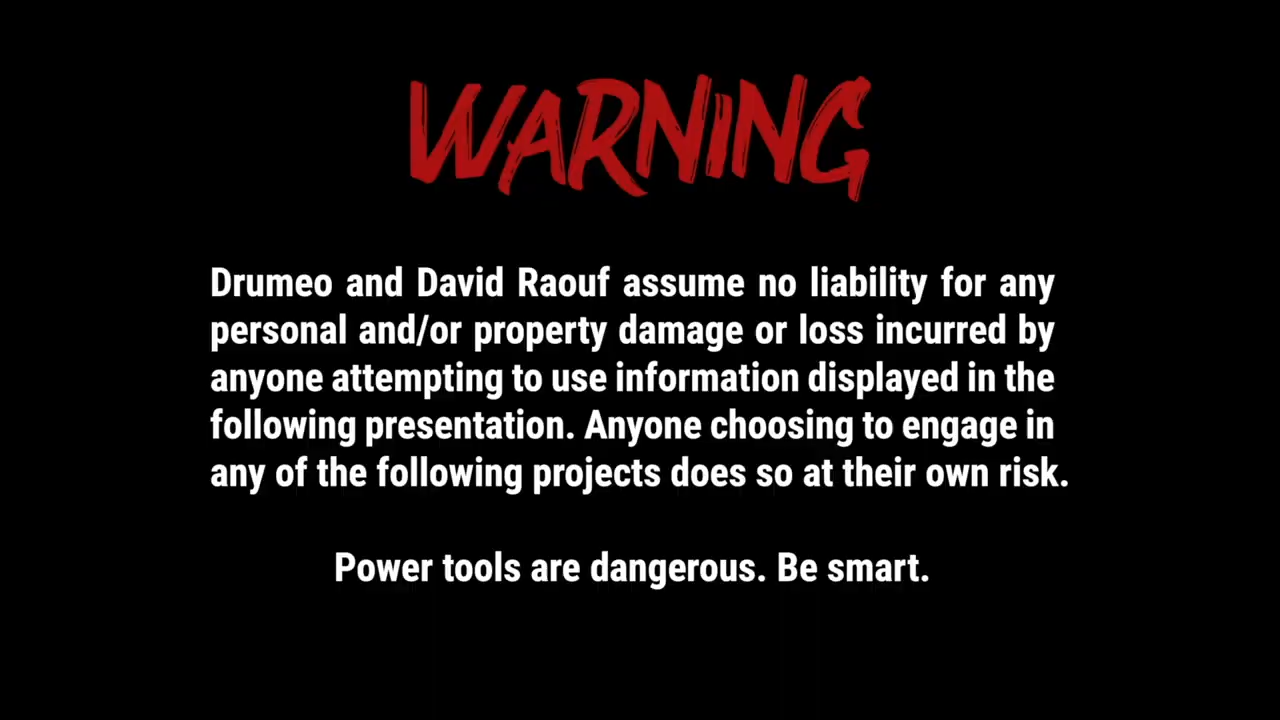 WARNING
Drumeo and David Raouf assume no liability for any
personal and/or property damage or loss incurred by
anyone attempting to use information displayed in the
following presentation. Anyone choosing to engage in
any of the following projects does so at their own risk.
Power tools are dangerous. Be smart.